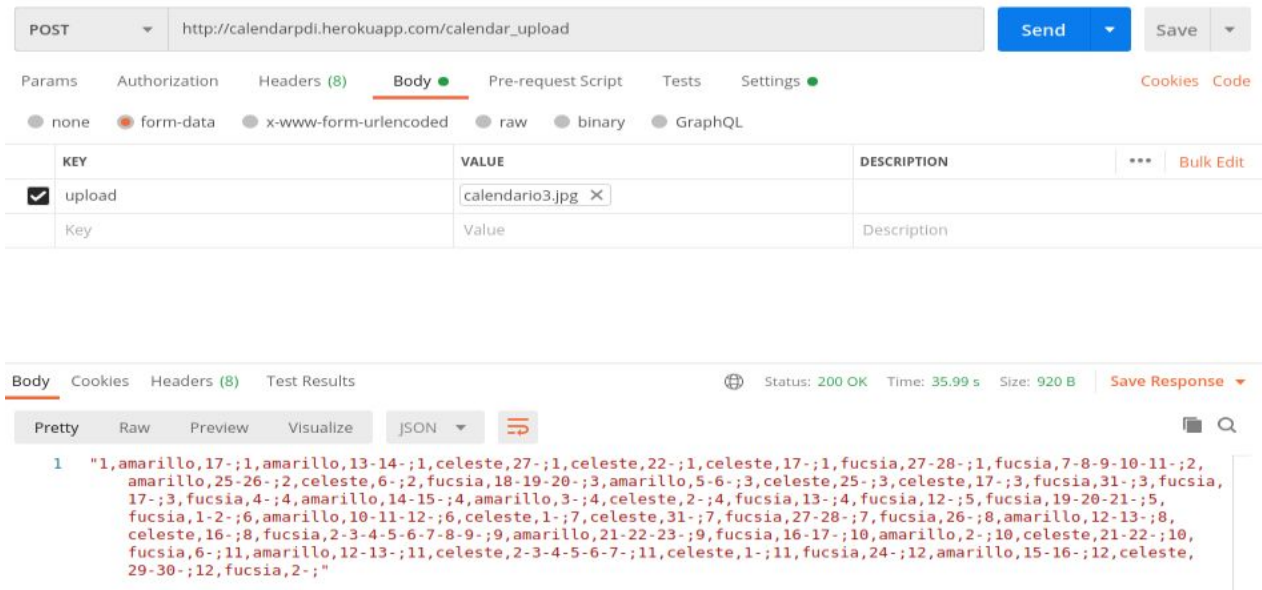 POST http://calendarpdi.herokuapp.com/calendar_upload Send Save
Params Authorization Headers (8) Body Pre-request Script Tests Settings Cookies Code
none form-data x-www-form-urlencoded raw binary GraphQL
KEY VALUE DESCRIPTION ••• Bulk Edit
upload calendario3.jpg
Key Value Description
Body Cookies Headers (8) Test Results Status: 200 OK Time: 35.99 s Size: 920 B Save Response
Pretty Raw Preview Visualize JSON
1 "1,amarillo,17-;1,amarillo,13-14-;1,celeste,27-;1,celeste,22-;1,celeste,17-;1,fucsia,27-28-;1,fucsia,7-8-9-10-11-;2,
amarillo,25-26-;2,celeste,6-;2,fucsia,18-19-20-;3,amarillo,5-6-;3,celeste,25-;3,celeste,17-;3,fucsia,31-;3,fucsia,
17-;3,fucsia,4-;4,amarillo,14-15-;4,amarillo,3-;4,celeste,2-;4,fucsia,13-;4,fucsia,12-;5,fucsia,19-20-21-;5,
fucsia,1-2-;6,amarillo,10-11-12-;6,celeste,1-;7,celeste,31-;7,fucsia,27-28-;7,fucsia,26-;8,amarillo,12-13-;8,
celeste,16-;8,fucsia,2-3-4-5-6-7-8-9-;9,amarillo,21-22-23-;9,fucsia,16-17-;10,amarillo,2-;10,celeste,21-22-;10,
fucsia,6-;11,amarillo,12-13-;11,celeste,2-3-4-5-6-7-;11,celeste,1-;11,fucsia,24-;12,amarillo,15-16-;12,celeste,
29-30-;12,fucsia,2-;"